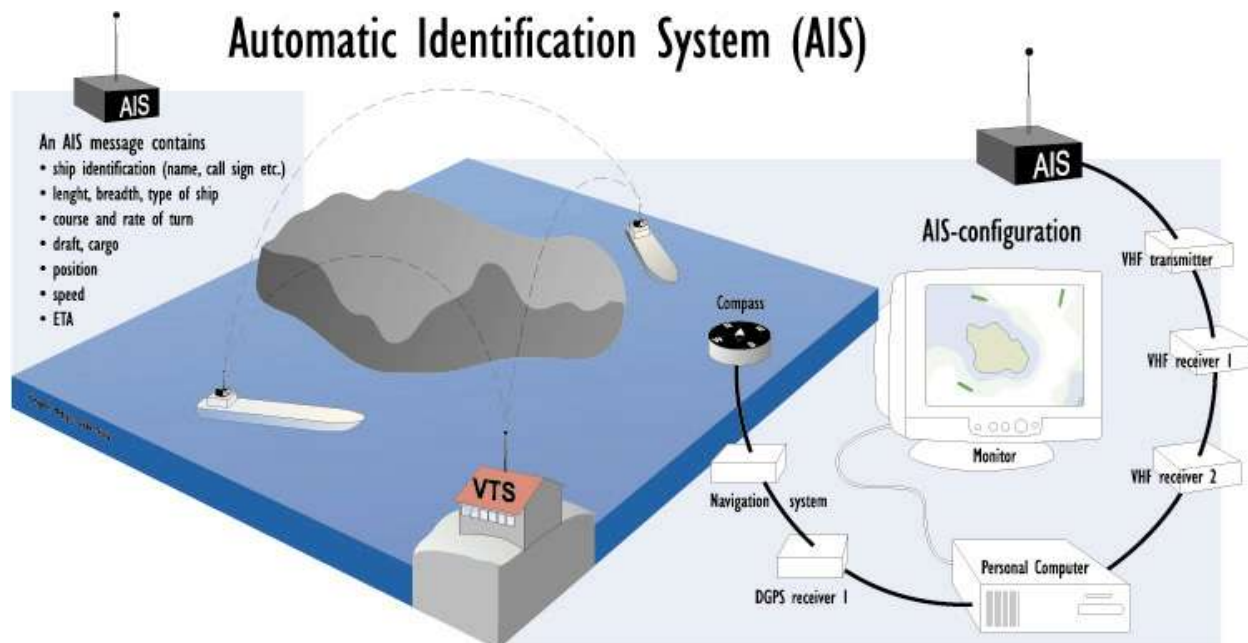 Automatic Identification System (AIS)
AIS
An AIS message contains
• ship identification (name, call sign etc.)
• lenght, breadth, type of ship
• course and rate of turn
• draft, cargo
• position
• speed
• ETA
VTS
AIS
AIS-configuration
VHF transmitter
Compass
VHF receiver 1
Monitor
VHF receiver 2
Navigation system
Personal Computer
DGPS receiver 1